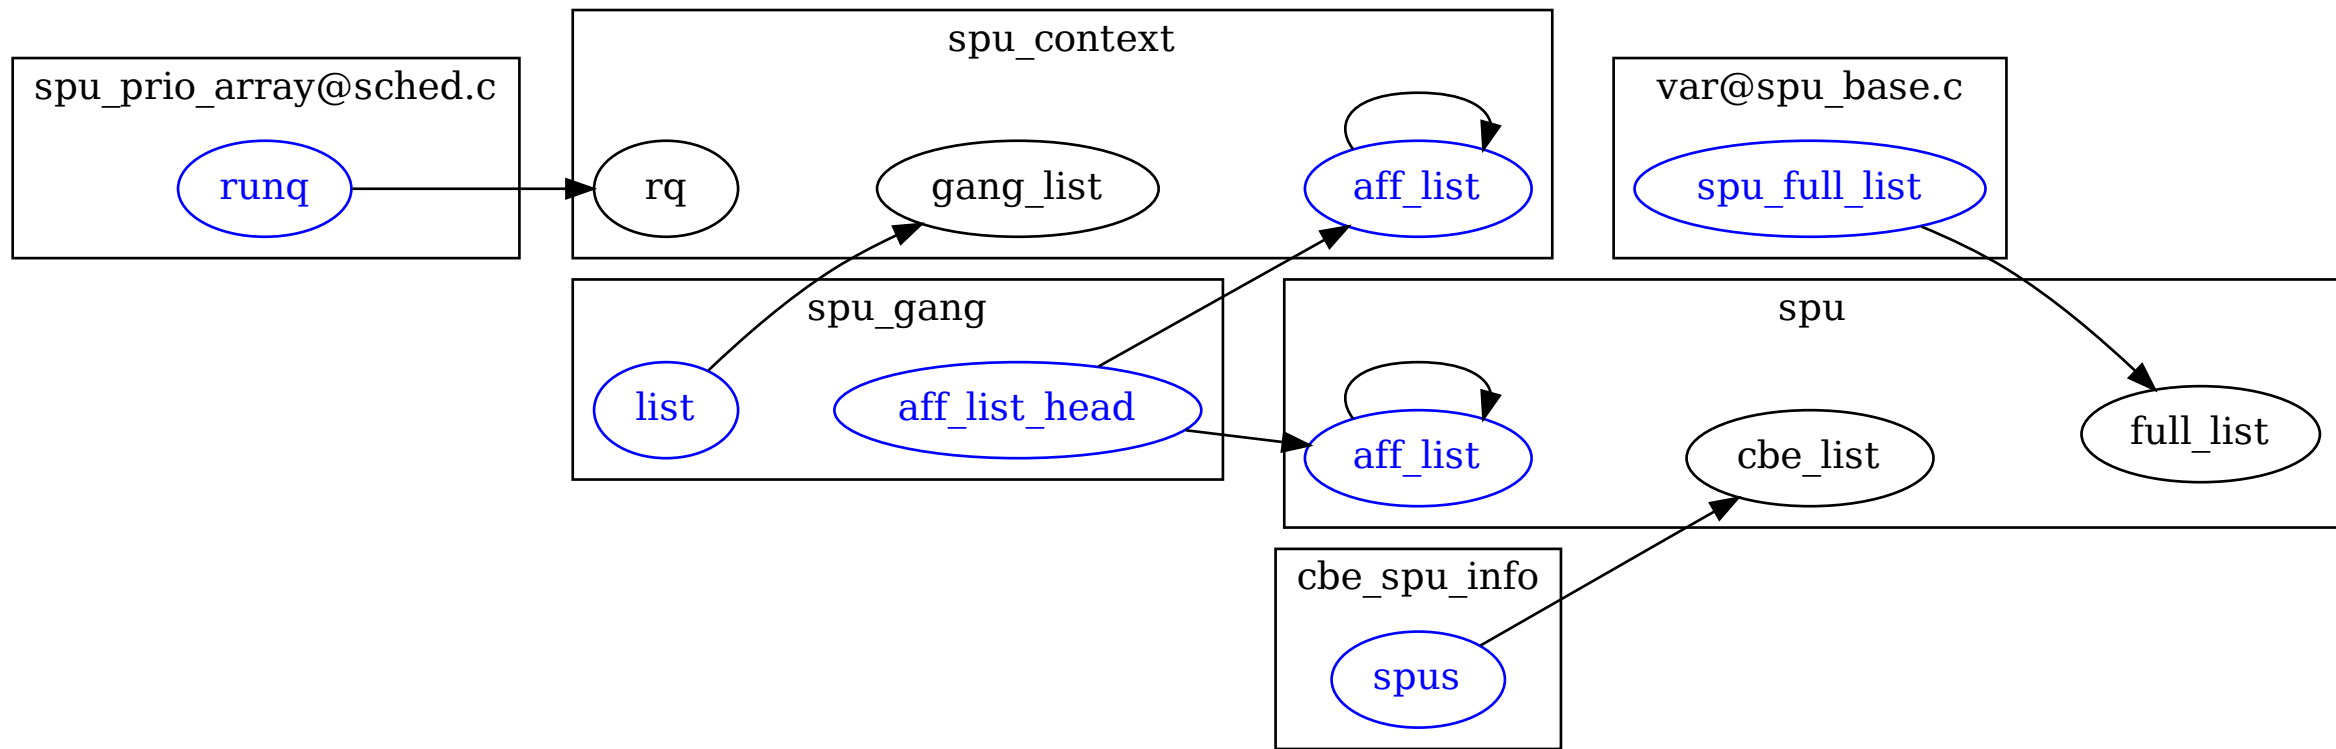 spu_context
spu_prio_array@sched.c
var@spu_base.c
runq
rq
gang_list
aff_list
spu_full_list
spu_gang
spu
list
aff_list_head
aff_list
cbe_list
full_list
cbe_spu_info
spus